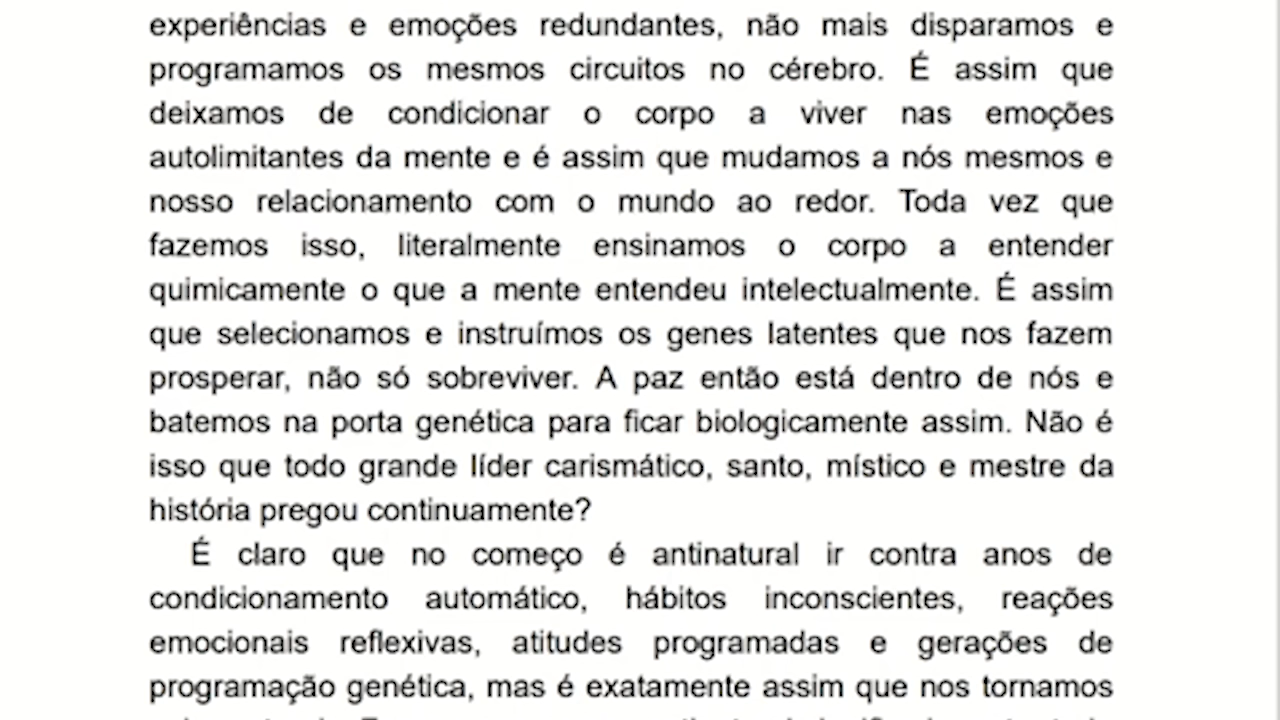 experiências e emoções redundantes, não mais disparamos e
programamos os mesmos circuitos no cérebro. É assim que
deixamos de condicionar o corpo a viver nas emoções
autolimitantes da mente e é assim que mudamos a nós mesmos e
nosso relacionamento com o mundo ao redor. Toda vez que
fazemos isso, literalmente ensinamos o corpo a entender
quimicamente o que a mente entendeu intelectualmente. É assim
que selecionamos e instruímos os genes latentes que nos fazem
prosperar, não só sobreviver. A paz então está dentro de nós e
batemos na porta genética para ficar biologicamente assim. Não é
isso que todo grande líder carismático, santo, místico e mestre da
história pregou continuamente?
É claro que no começo é antinatural ir contra anos de
condicionamento automático, hábitos inconscientes, reações
emocionais reflexivas, atitudes programadas e gerações de
programação genética, mas é exatamente assim que nos tornamos